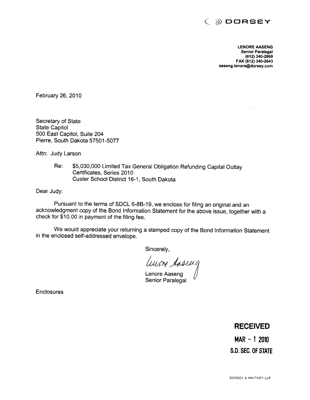 DORSEY
LENORE AASENG
Senior Paralegal
(612) 340-2869
FAX (612) 340-2643
aaseng.lenore@dorsey.com
February 26, 2010
Secretary of State
State Capitol
500 East Capitol, Suite 204
Pierre, South Dakota 57501-5077
Attn: Judy Larson
Re: $5,030,000 Limited Tax General Obligation Refunding Capital Outlay
Certificates, Series 2010
Custer School District 16-1, South Dakota
Dear Judy:
Pursuant to the terms of SDCL 6-8B-19, we enclose for filing an original and an
acknowledgment copy of the Bond Information Statement for the above issue, together with a
check for $10.00 in payment of the filing fee.
We would appreciate your returning a stamped copy of the Bond Information Statement
in the enclosed self-addressed envelope.
Sincerely,
Lenore Aaseng
Lenore Aaseng
Senior Paralegal
Enclosures
RECEIVED
MAR - 1 2010
S.D. SEC. OF STATE
DORSEY & WHITNEY LLP